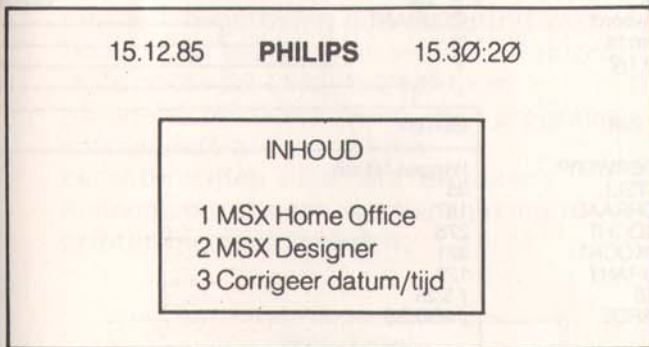 15.12.85 PHILIPS 15.3Ø:2Ø
INHOUD
1 MSX Home Office
2 MSX Designer
3 Corrigeer datum/tijd